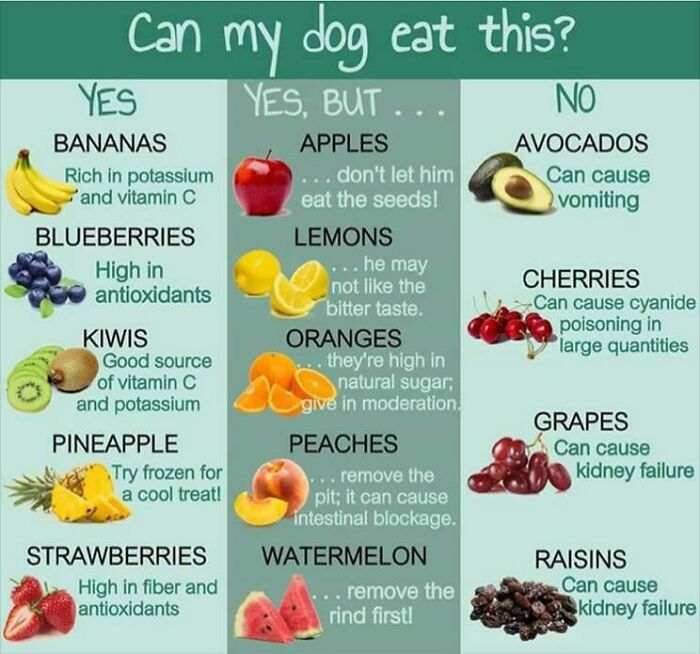 Can my dog eat this?
YES
BANANAS
Rich in potassium
and vitamin C
BLUEBERRIES
High in
antioxidants
KIWIS
Good source
of vitamin C
and potassium
PINEAPPLE
Try frozen for
a cool treat!
STRAWBERRIES
High in fiber and
antioxidants
YES, BUT . . .
APPLES
. . . don't let him
eat the seeds!
LEMONS
. . . he may
not like the
bitter taste.
ORANGES
. . . they're high in
natural sugar;
give in moderation.
PEACHES
. . . remove the
pit; it can cause
intestinal blockage.
WATERMELON
. . . remove the
rind first!
NO
AVOCADOS
Can cause
vomiting
CHERRIES
Can cause cyanide
poisoning in
large quantities
GRAPES
Can cause
kidney failure
RAISINS
Can cause
kidney failure